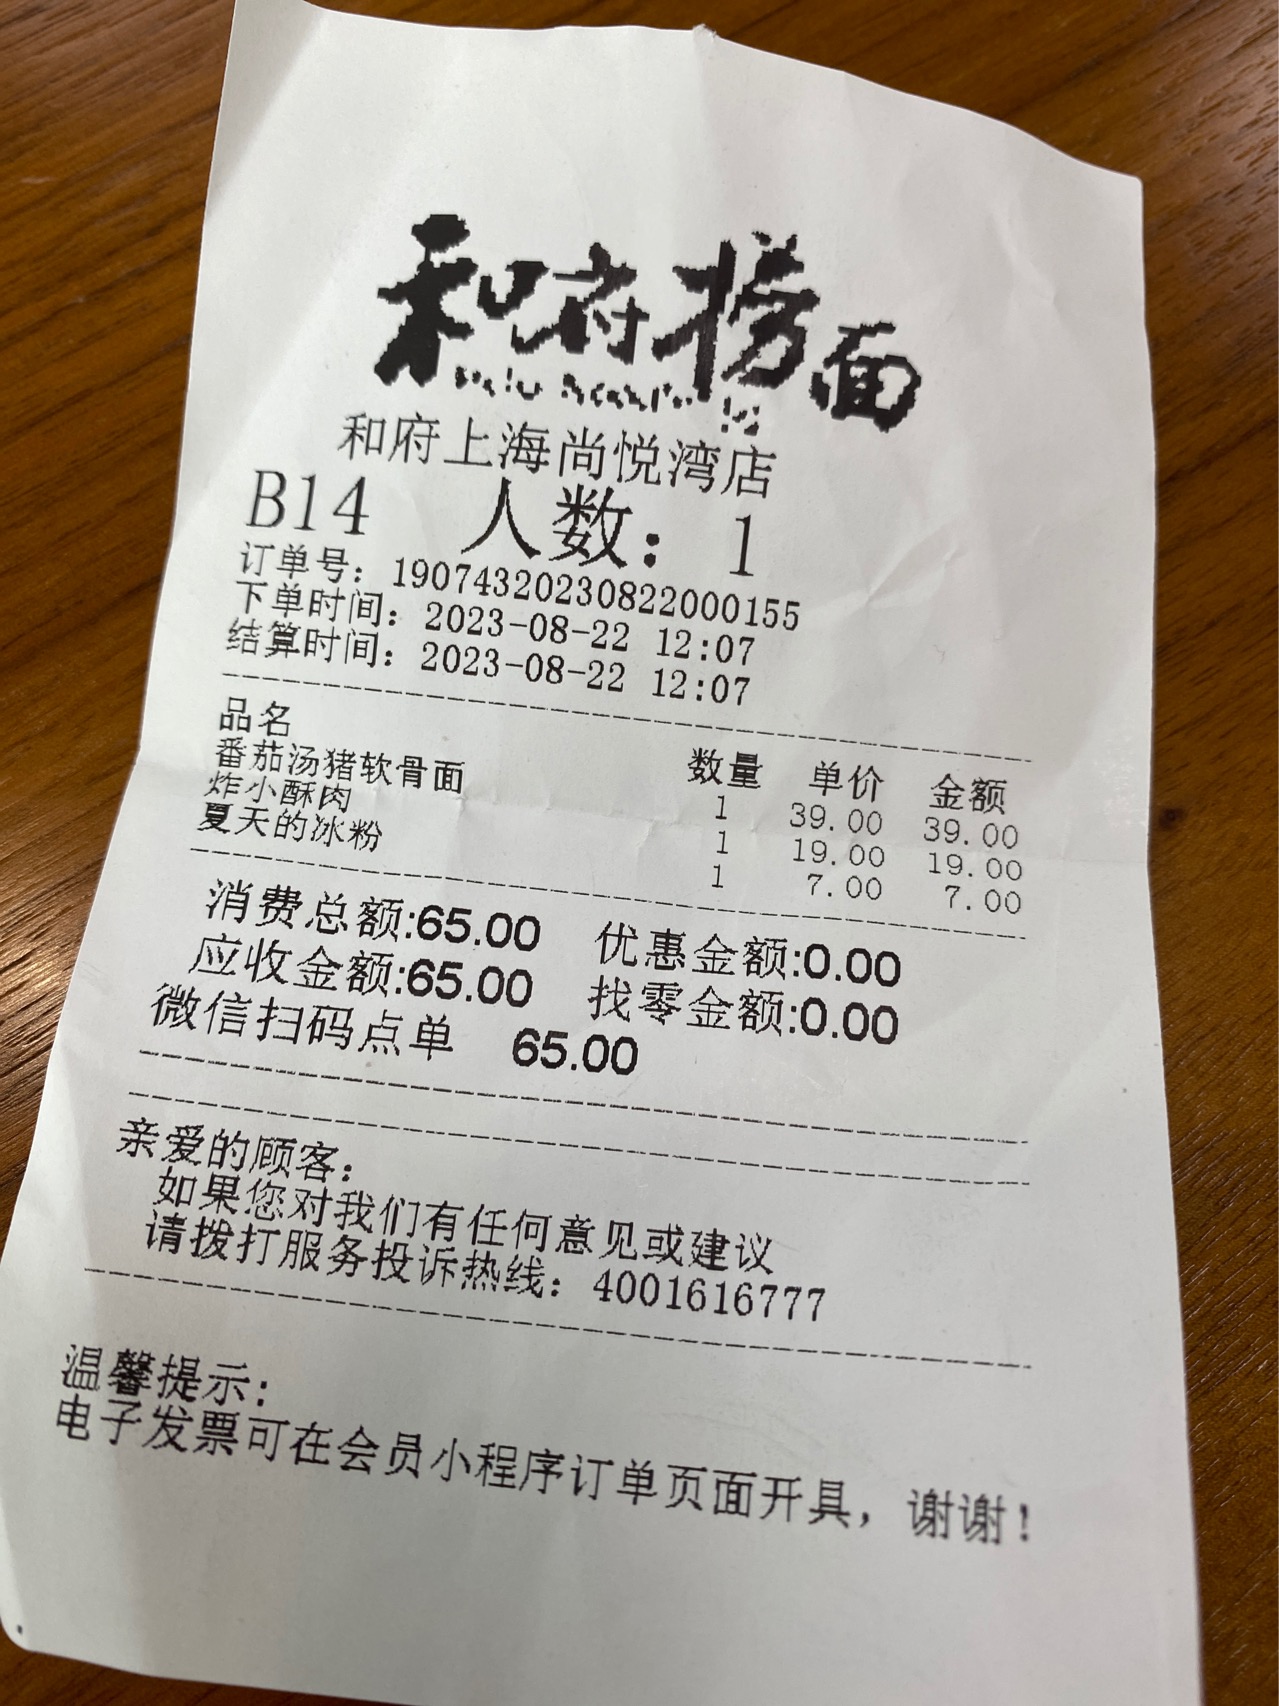 和府捞面
和府上海尚悦湾店
B14 人数：1
订单号：19074320230822000155
下单时间：2023-08-22 12:07
结算时间：2023-08-22 12:07
品名 数量 单价 金额
番茄汤猪软骨面 1 39.00 39.00
炸小酥肉 1 19.00 19.00
夏天的冰粉 1 7.00 7.00
消费总额:65.00 优惠金额:0.00
应收金额:65.00 找零金额:0.00
微信扫码点单 65.00
亲爱的顾客：
如果您对我们有任何意见或建议
请拨打服务投诉热线：4001616777
温馨提示：
电子发票可在会员小程序订单页面开具，谢谢！